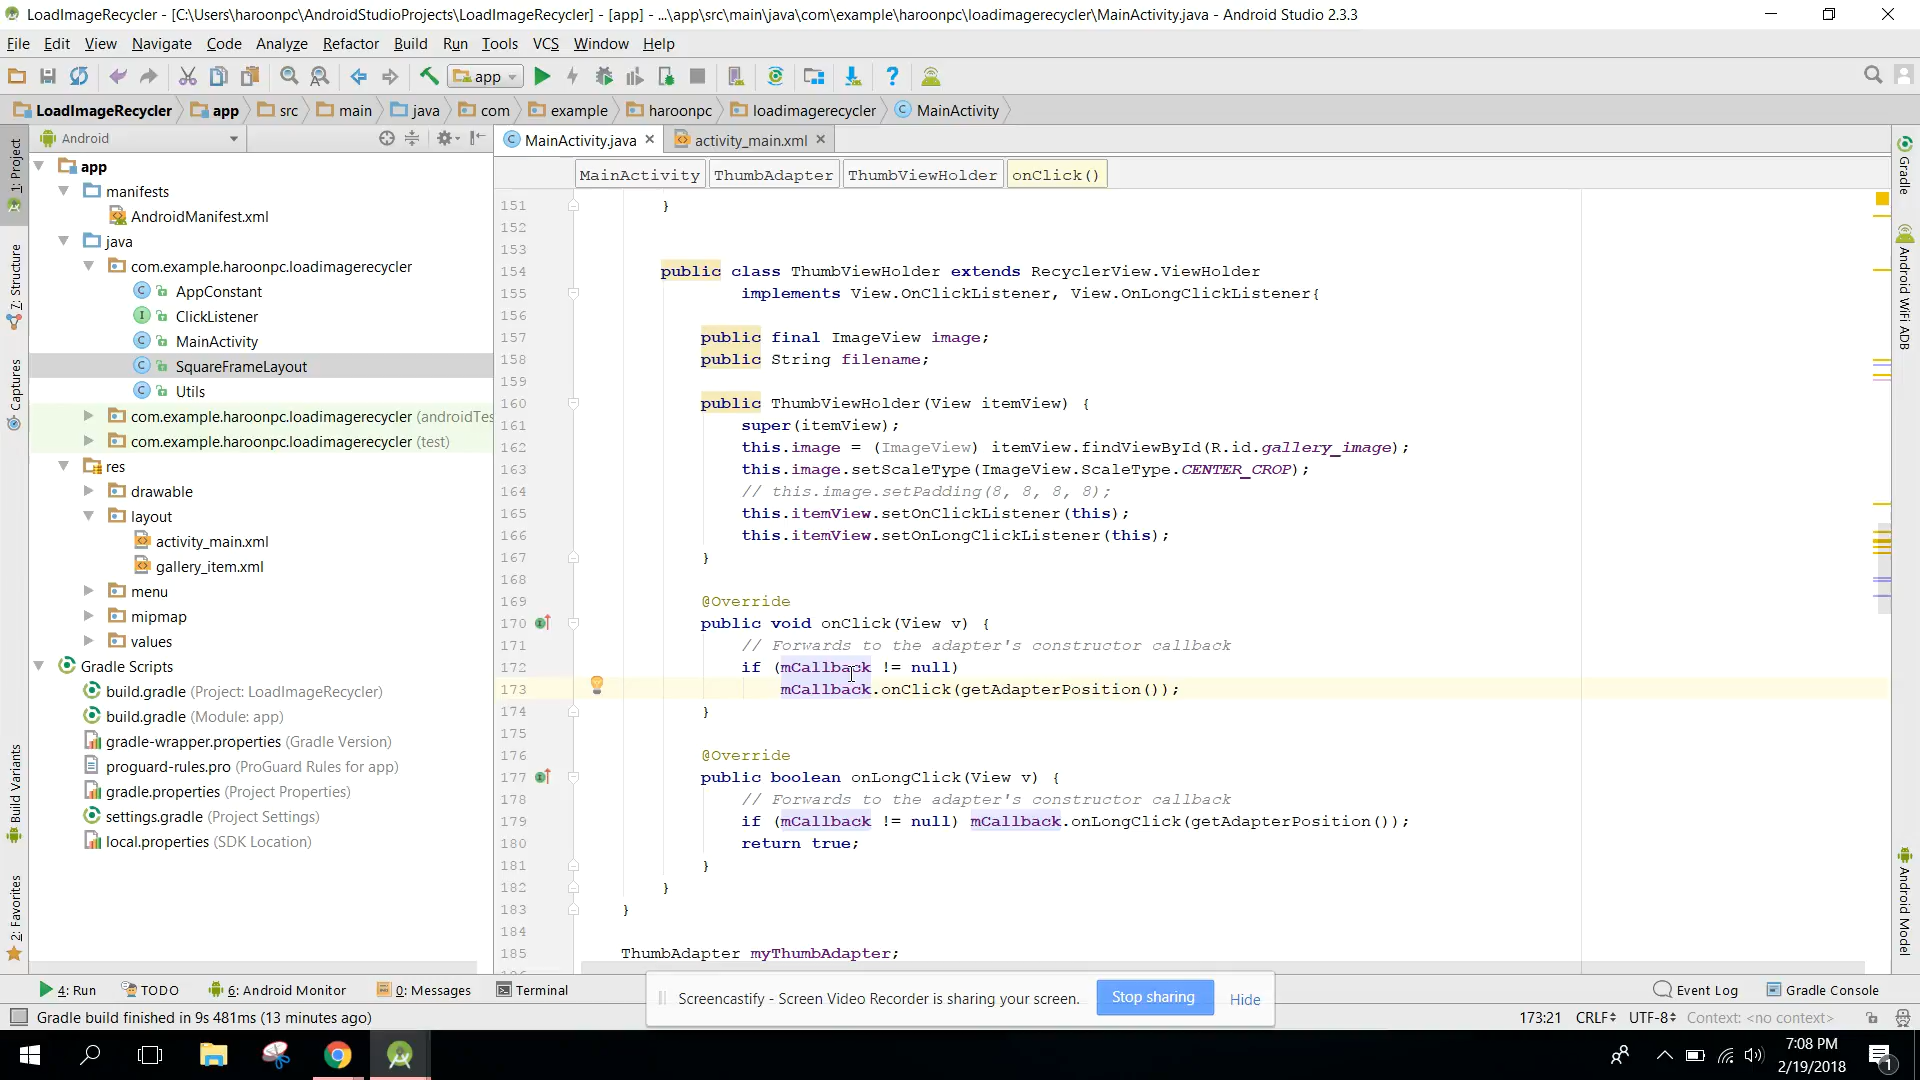 LoadImageRecycler - [C:\Users\haroonpc\AndroidStudioProjects\LoadImageRecycler] - [app] - ...\app\src\main\java\com\example\haroonpc\loadimagerecycler\MainActivity.java - Android Studio 2.3.3
File Edit View Navigate Code Analyze Refactor Build Run Tools VCS Window Help
app
LoadImageRecycler app src main java com example haroonpc loadimagerecycler MainActivity
Android
MainActivity.java activity_main.xml
MainActivity ThumbAdapter ThumbViewHolder onClick()
1: Project
7: Structure
Captures
Build Variants
2: Favorites
app
manifests
AndroidManifest.xml
java
com.example.haroonpc.loadimagerecycler
AppConstant
ClickListener
MainActivity
SquareFrameLayout
Utils
com.example.haroonpc.loadimagerecycler (androidTes
com.example.haroonpc.loadimagerecycler (test)
res
drawable
layout
activity_main.xml
gallery_item.xml
menu
mipmap
values
Gradle Scripts
build.gradle (Project: LoadImageRecycler)
build.gradle (Module: app)
gradle-wrapper.properties (Gradle Version)
proguard-rules.pro (ProGuard Rules for app)
gradle.properties (Project Properties)
settings.gradle (Project Settings)
local.properties (SDK Location)
151 }
152
153
154 public class ThumbViewHolder extends RecyclerView.ViewHolder
155 implements View.OnClickListener, View.OnLongClickListener{
156
157 public final ImageView image;
158 public String filename;
159
160 public ThumbViewHolder(View itemView) {
161 super(itemView);
162 this.image = (ImageView) itemView.findViewById(R.id.gallery_image);
163 this.image.setScaleType(ImageView.ScaleType.CENTER_CROP);
164 // this.image.setPadding(8, 8, 8, 8);
165 this.itemView.setOnClickListener(this);
166 this.itemView.setOnLongClickListener(this);
167 }
168
169 @Override
170 public void onClick(View v) {
171 // Forwards to the adapter's constructor callback
172 if (mCallback != null)
173 mCallback.onClick(getAdapterPosition());
174 }
175
176 @Override
177 public boolean onLongClick(View v) {
178 // Forwards to the adapter's constructor callback
179 if (mCallback != null) mCallback.onLongClick(getAdapterPosition());
180 return true;
181 }
182 }
183 }
184
185 ThumbAdapter myThumbAdapter;
Gradle
Android WiFi ADB
Android Model
4: Run TODO 6: Android Monitor 0: Messages Terminal Event Log Gradle Console
Screencastify - Screen Video Recorder is sharing your screen. Stop sharing Hide
Gradle build finished in 9s 481ms (13 minutes ago) 173:21 CRLF UTF-8 Context: <no context>
7:08 PM
2/19/2018
1